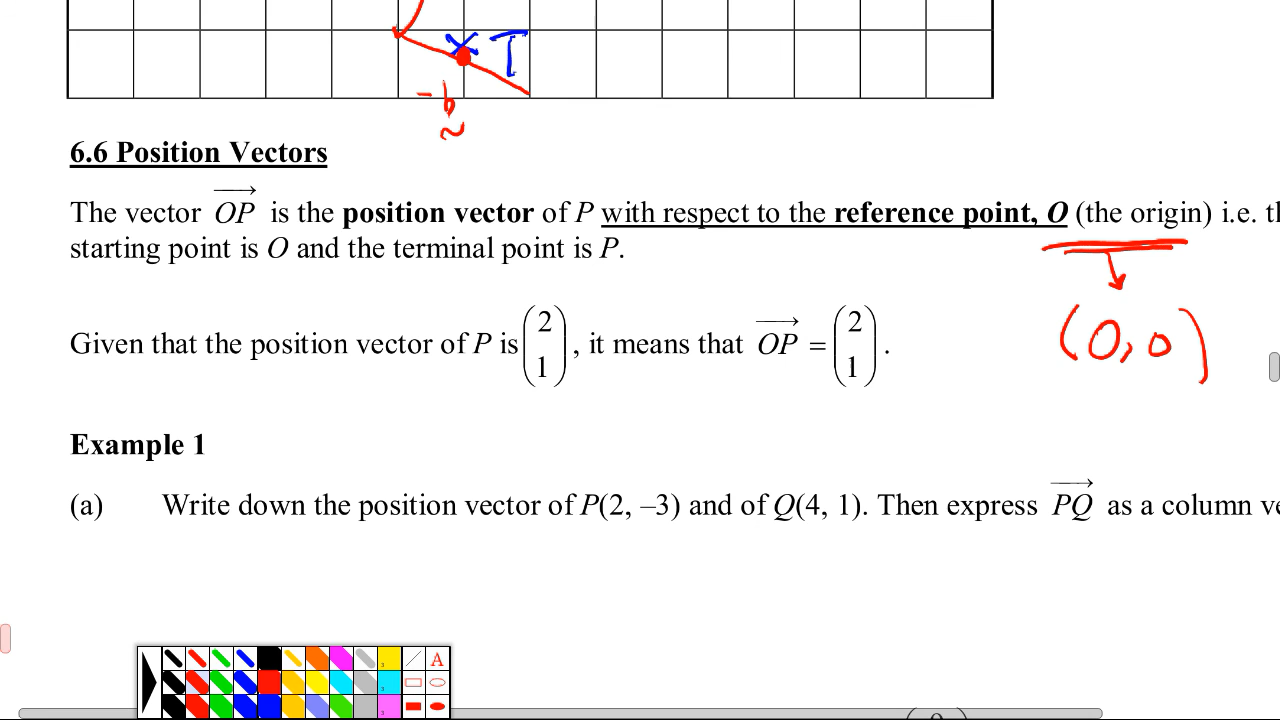 T
-b
~
6.6 Position Vectors
The vector OP is the position vector of P with respect to the reference point, O (the origin) i.e.
starting point is O and the terminal point is P.
(0,0)
Given that the position vector of P is (2 1), it means that OP = (2 1).
Example 1
(a) Write down the position vector of P(2, –3) and of Q(4, 1). Then express PQ as a column
A